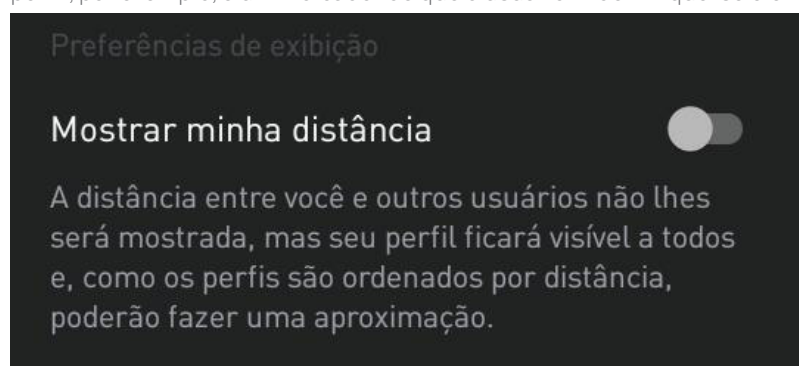 Preferências de exibição
Mostrar minha distância
A distância entre você e outros usuários não lhes
será mostrada, mas seu perfil ficará visível a todos
e, como os perfis são ordenados por distância,
poderão fazer uma aproximação.